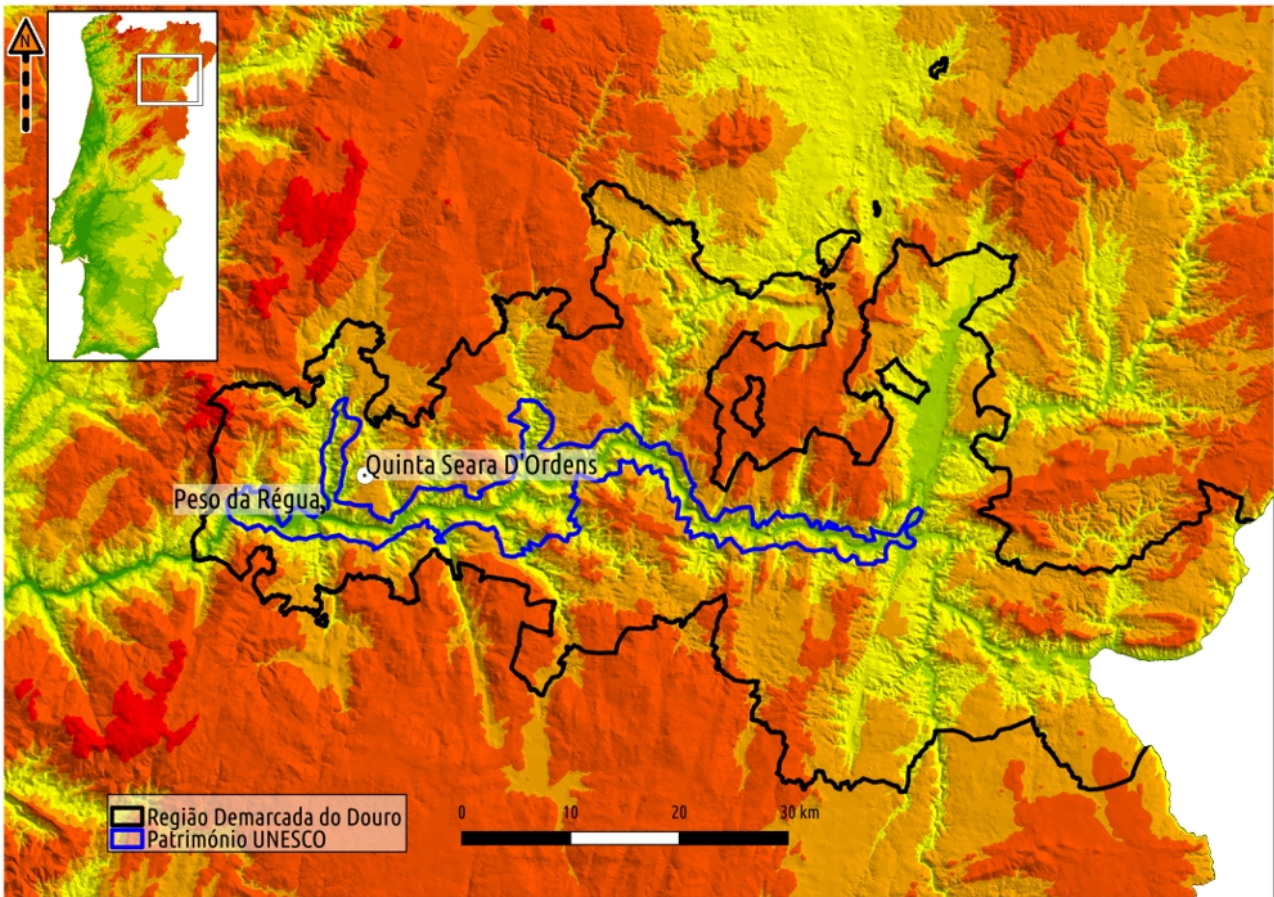 N
Quinta Seara D'Ordens
Peso da Régua
Região Demarcada do Douro
Património UNESCO
0 10 20 30 km